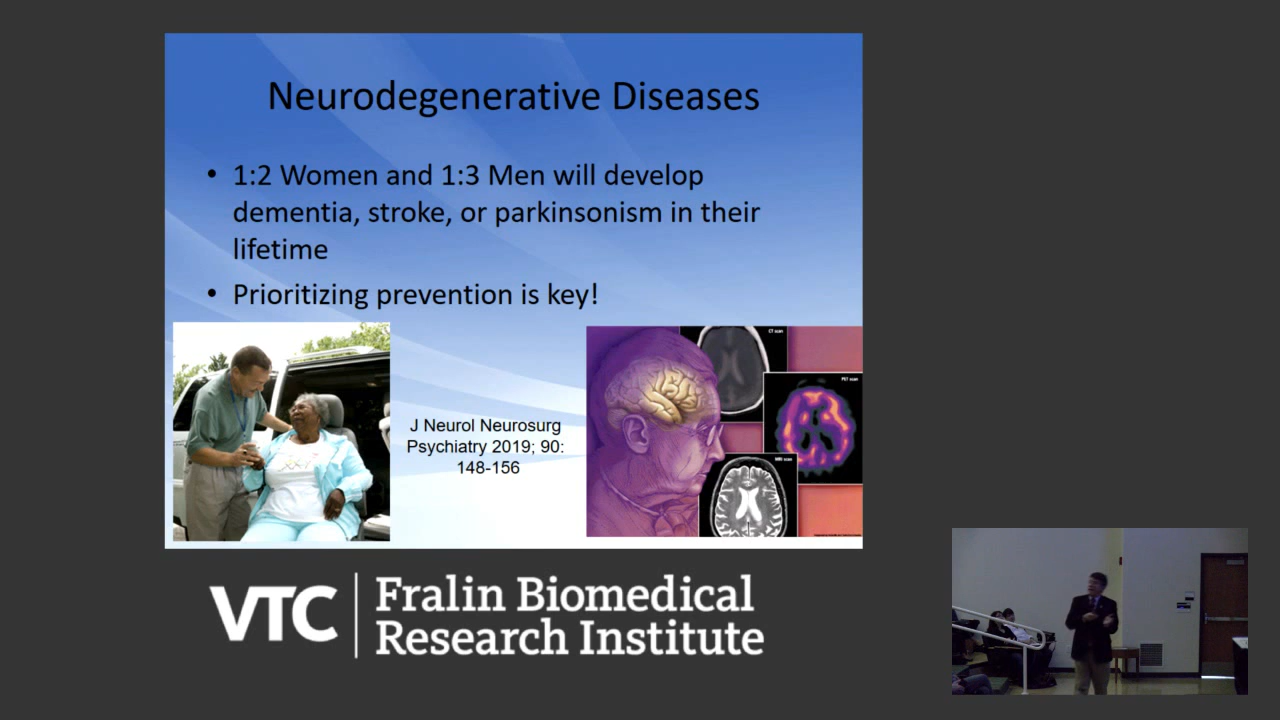 Neurodegenerative Diseases
• 1:2 Women and 1:3 Men will develop
dementia, stroke, or parkinsonism in their
lifetime
• Prioritizing prevention is key!
CT scan
PET scan
J Neurol Neurosurg
Psychiatry 2019; 90:
148-156
MRI scan
VTC
Fralin Biomedical
Research Institute